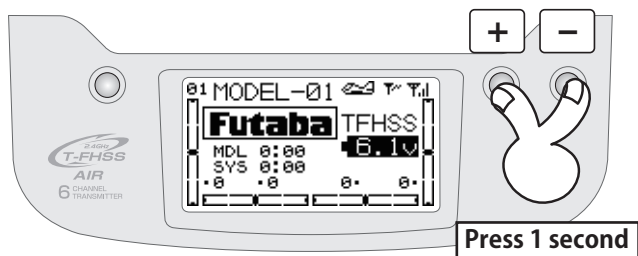 + −
01 MODEL-01
Futaba TFHSS
6.1v
MDL 0:00
SYS 0:00
·0 ·0 0· 0·
2.4GHz
T-FHSS
AIR
6 CHANNEL
TRANSMITTER
Press 1 second